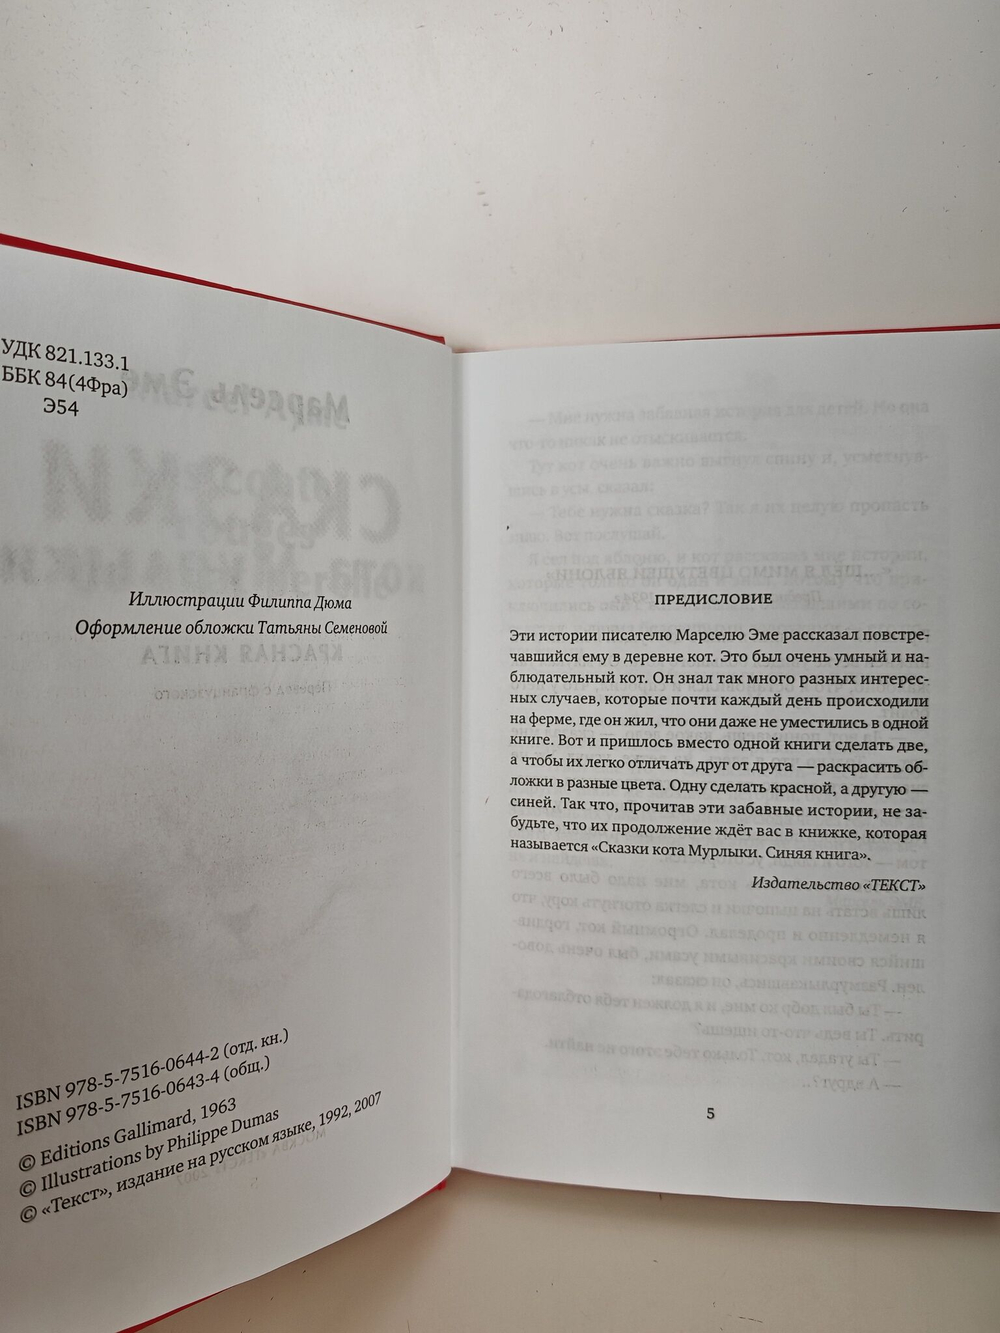 УДК 821.133.1
ББК 84(4Фра)
Э54
Иллюстрации Филиппа Дюма
Оформление обложки Татьяны Семеновой
ISBN 978-5-7516-0644-2 (отд. кн.)
ISBN 978-5-7516-0643-4 (общ.)
© Editions Gallimard, 1963
© Illustrations by Philippe Dumas
© «Текст», издание на русском языке, 1992, 2007
ПРЕДИСЛОВИЕ
Эти истории писателю Марселю Эме рассказал повстре-
чавшийся ему в деревне кот. Это был очень умный и на-
блюдательный кот. Он знал так много разных интерес-
ных случаев, которые почти каждый день происходили
на ферме, где он жил, что они даже не уместились в одной
книге. Вот и пришлось вместо одной книги сделать две,
а чтобы их легко отличать друг от друга — раскрасить об-
ложки в разные цвета. Одну сделать красной, а другую —
синей. Так что, прочитав эти забавные истории, не за-
будьте, что их продолжение ждёт вас в книжке, которая
называется «Сказки кота Мурлыки. Синяя книга».
Издательство «ТЕКСТ»
5